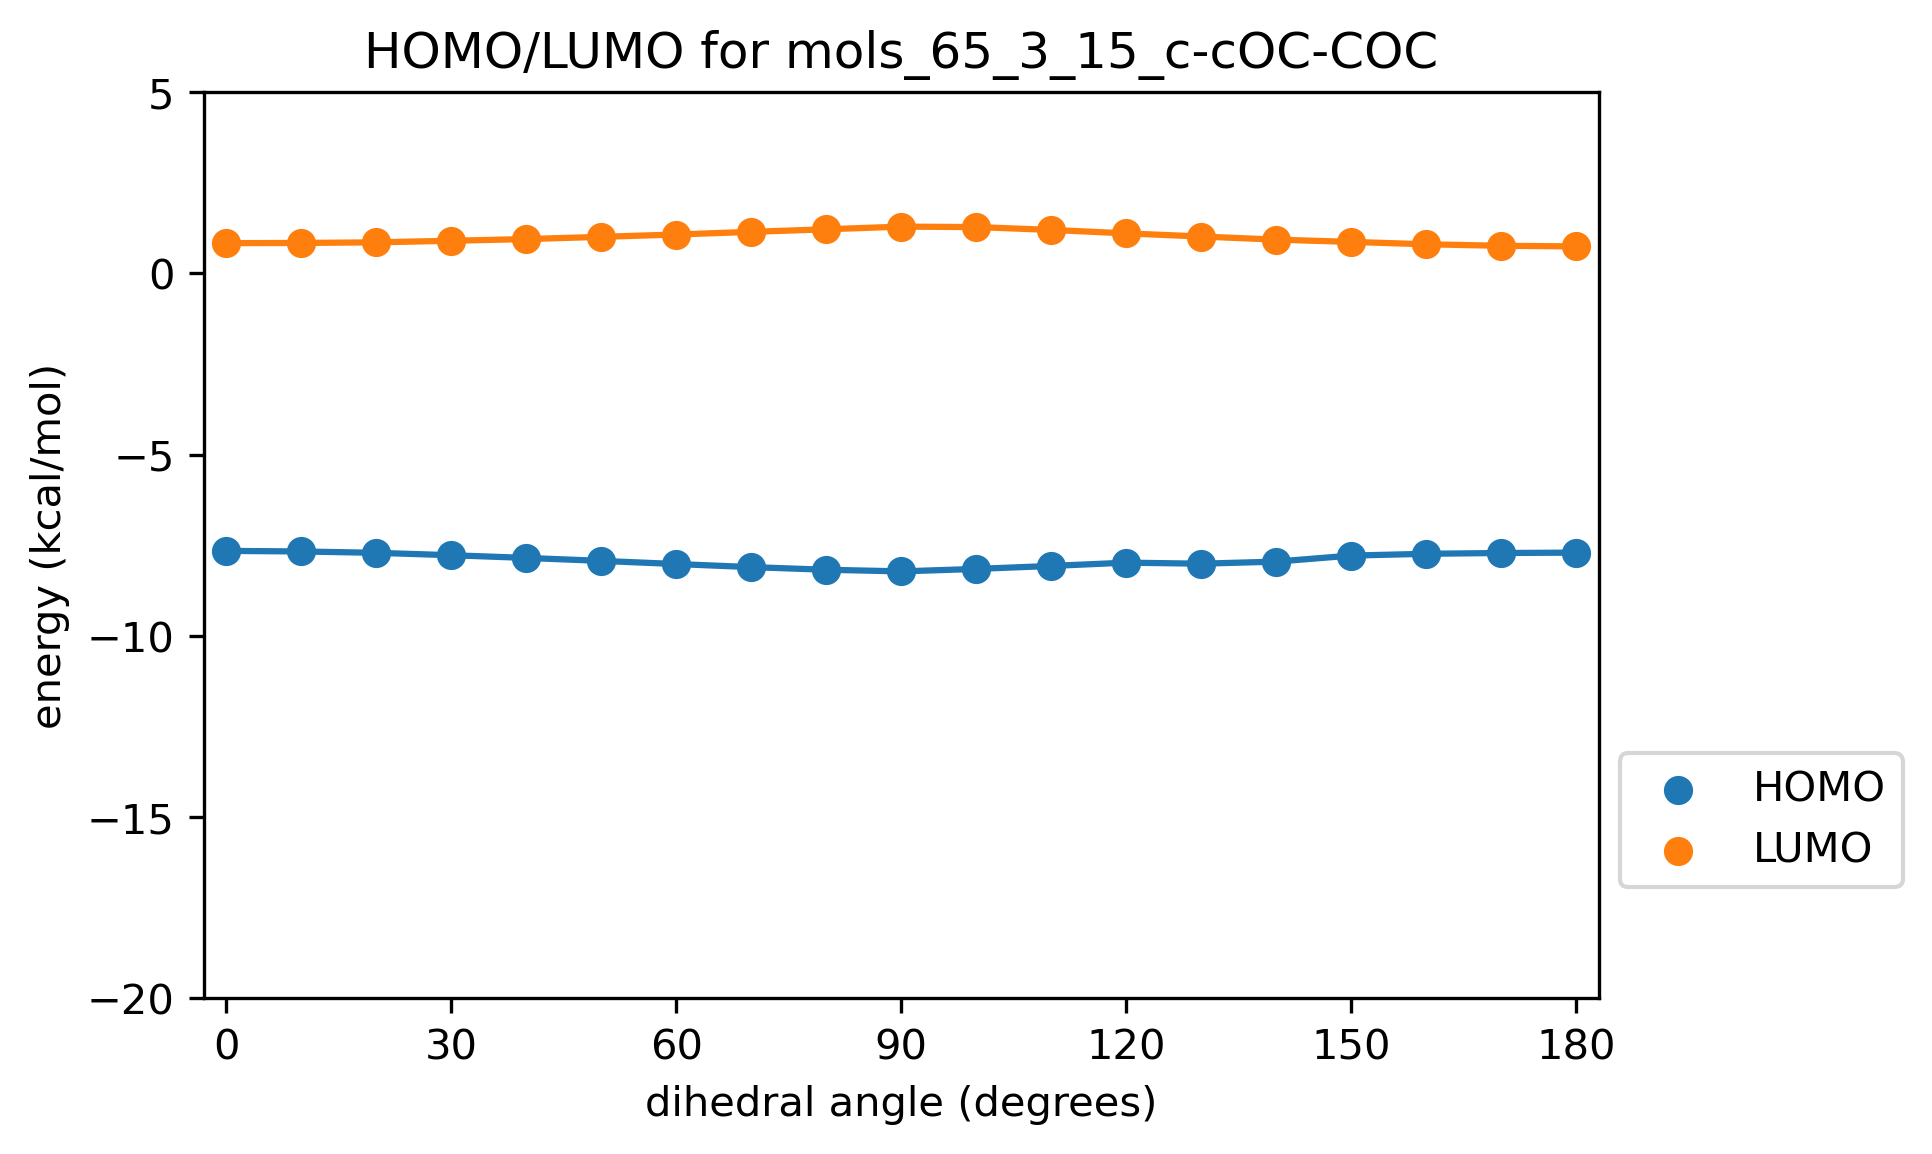 HOMO/LUMO for mols_65_3_15_c-cOC-COC
5
0
−5
−10
−15
−20
energy (kcal/mol)
0 30 60 90 120 150 180
dihedral angle (degrees)
HOMO
LUMO